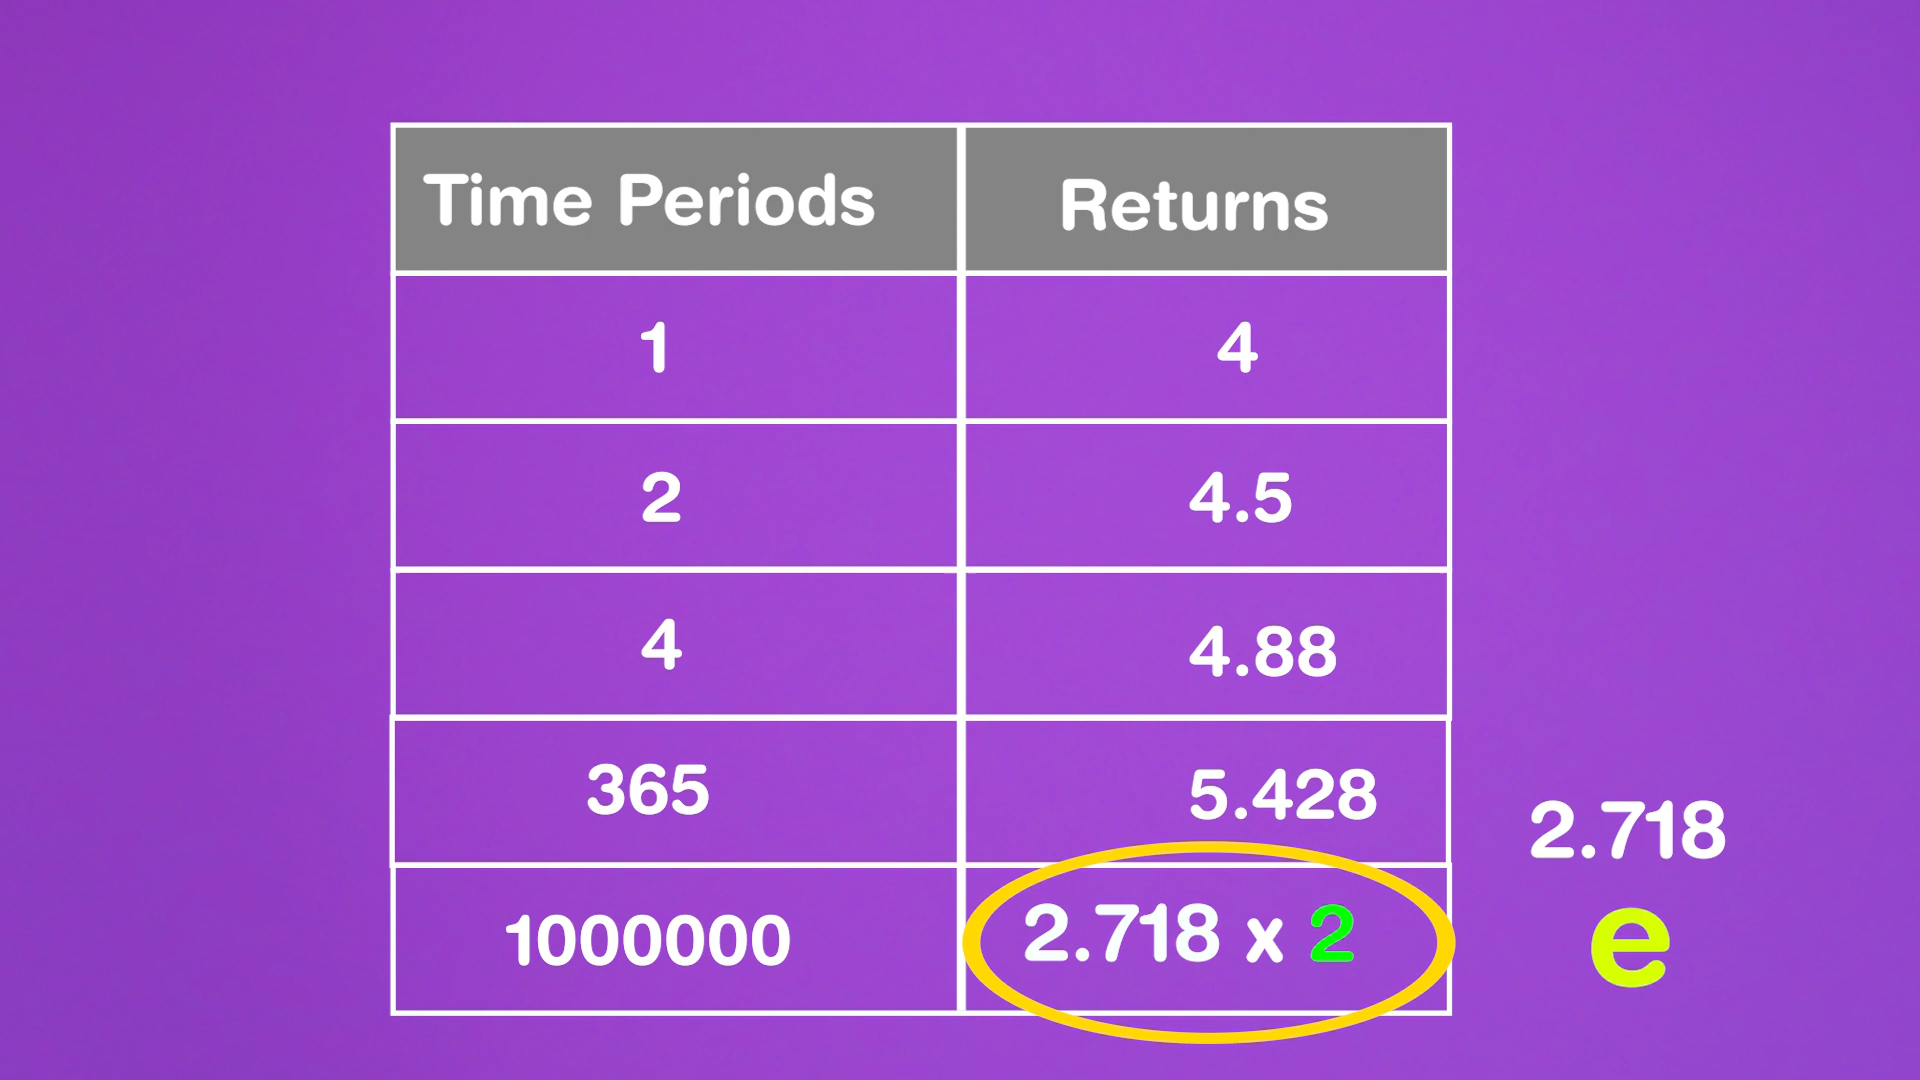 Time Periods Returns
1 4
2 4.5
4 4.88
365 5.428
2.718
1000000 2.718 x 2
e